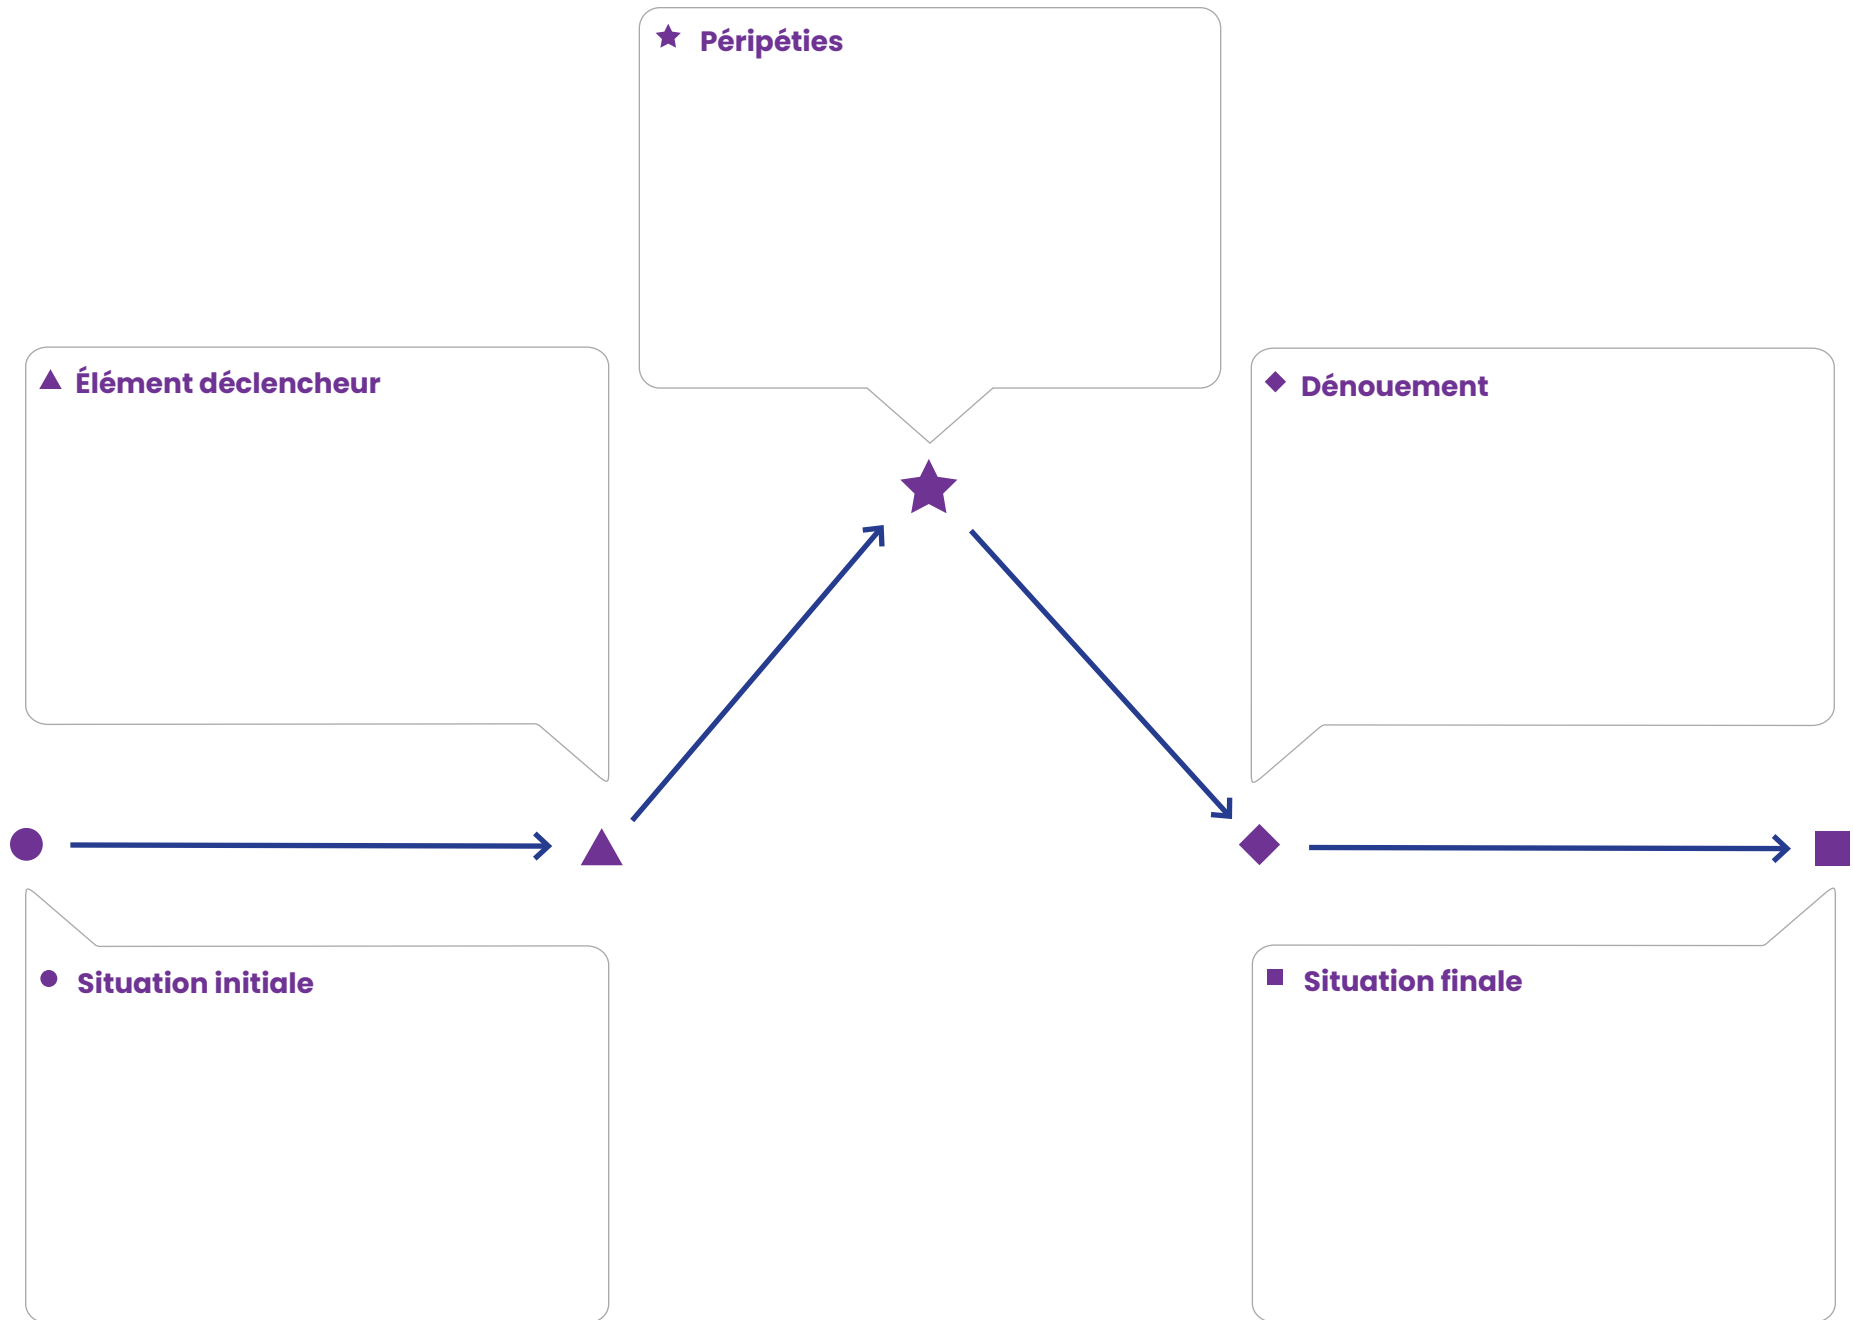 Péripéties
Élément déclencheur
Dénouement
Situation initiale
Situation finale